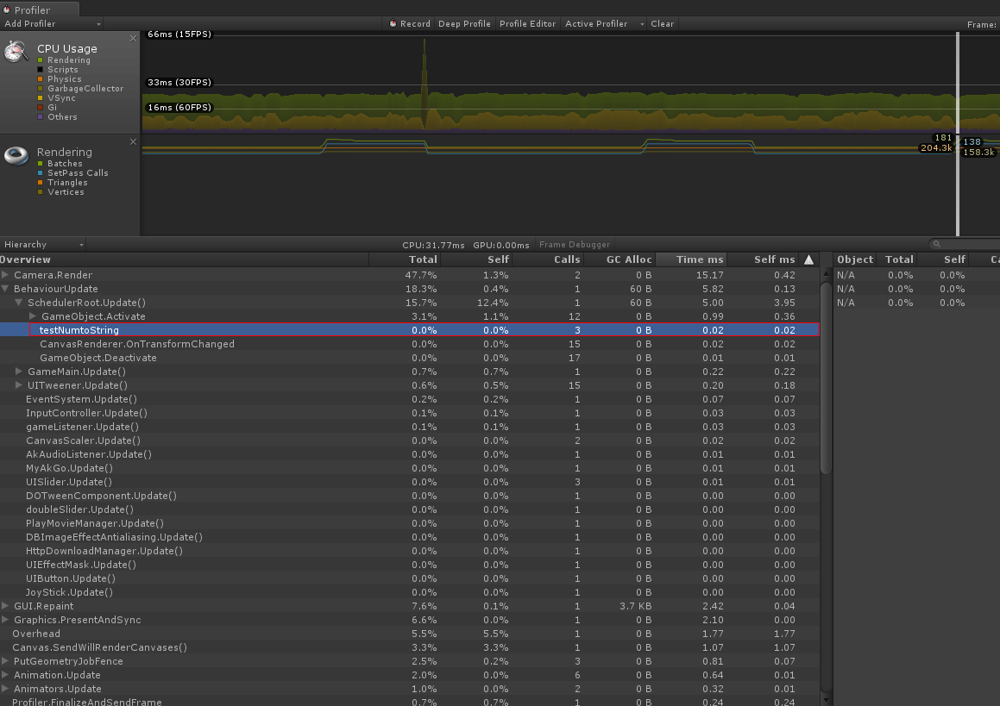 Profiler
Add Profiler Record Deep Profile Profile Editor Active Profiler Clear Frame:
CPU Usage
Rendering
Scripts
Physics
GarbageCollector
VSync
Gi
Others
66ms (15FPS)
33ms (30FPS)
16ms (60FPS)
Rendering
Batches
SetPass Calls
Triangles
Vertices
181 138
204.3k 158.3k
Hierarchy CPU:31.77ms GPU:0.00ms Frame Debugger
Overview Total Self Calls GC Alloc Time ms Self ms Object Total Self Ca
Camera.Render 47.7% 1.3% 2 0 B 15.17 0.42 N/A 0.0% 0.0%
BehaviourUpdate 18.3% 0.4% 1 60 B 5.82 0.13 N/A 0.0% 0.0%
SchedulerRoot.Update() 15.7% 12.4% 1 60 B 5.00 3.95 N/A 0.0% 0.0%
GameObject.Activate 3.1% 1.1% 12 0 B 0.99 0.36
testNumtoString 0.0% 0.0% 3 0 B 0.02 0.02
CanvasRenderer.OnTransformChanged 0.0% 0.0% 15 0 B 0.02 0.02
GameObject.Deactivate 0.0% 0.0% 17 0 B 0.01 0.01
GameMain.Update() 0.7% 0.7% 1 0 B 0.22 0.22
UITweener.Update() 0.6% 0.5% 15 0 B 0.20 0.18
EventSystem.Update() 0.2% 0.2% 1 0 B 0.07 0.07
InputController.Update() 0.1% 0.1% 1 0 B 0.03 0.03
gameListener.Update() 0.1% 0.1% 1 0 B 0.03 0.03
CanvasScaler.Update() 0.0% 0.0% 2 0 B 0.02 0.02
AkAudioListener.Update() 0.0% 0.0% 1 0 B 0.01 0.01
MyAkGo.Update() 0.0% 0.0% 1 0 B 0.01 0.01
UISlider.Update() 0.0% 0.0% 3 0 B 0.01 0.01
DOTweenComponent.Update() 0.0% 0.0% 1 0 B 0.00 0.00
doubleSlider.Update() 0.0% 0.0% 1 0 B 0.00 0.00
PlayMovieManager.Update() 0.0% 0.0% 1 0 B 0.00 0.00
DBImageEffectAntialiasing.Update() 0.0% 0.0% 1 0 B 0.00 0.00
HttpDownloadManager.Update() 0.0% 0.0% 1 0 B 0.00 0.00
UIEffectMask.Update() 0.0% 0.0% 1 0 B 0.00 0.00
UIButton.Update() 0.0% 0.0% 1 0 B 0.00 0.00
JoyStick.Update() 0.0% 0.0% 1 0 B 0.00 0.00
GUI.Repaint 7.6% 0.1% 1 3.7 KB 2.42 0.04
Graphics.PresentAndSync 6.6% 0.0% 1 0 B 2.10 0.00
Overhead 5.5% 5.5% 1 0 B 1.77 1.77
Canvas.SendWillRenderCanvases() 3.3% 3.3% 1 0 B 1.07 1.07
PutGeometryJobFence 2.5% 0.2% 3 0 B 0.81 0.07
Animation.Update 2.0% 0.0% 6 0 B 0.64 0.01
Animators.Update 1.0% 0.0% 2 0 B 0.32 0.01
Profiler.FinalizeAndSendFrame 0.7% 0.7% 1 0 B 0.24 0.24